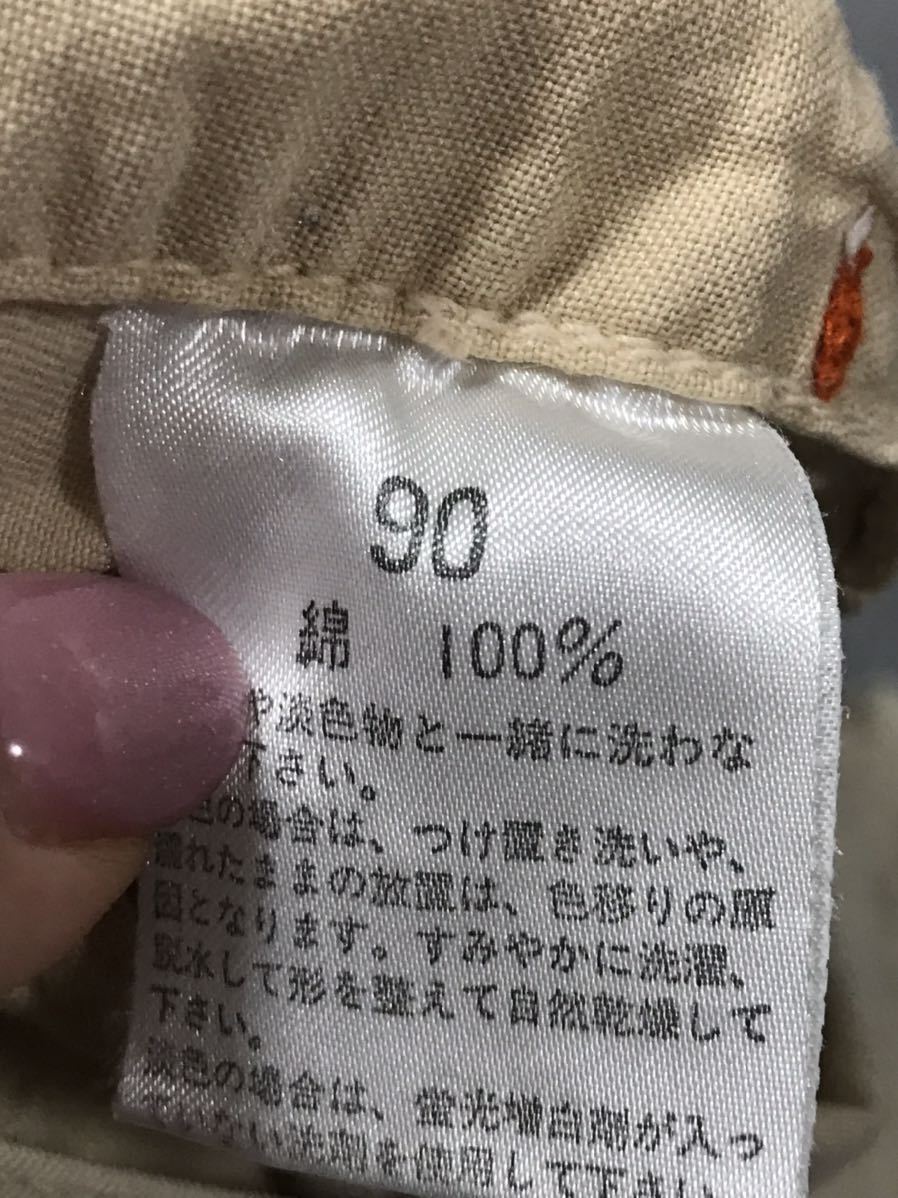 90
綿 100%
や淡色物と一緒に洗わな
下さい。
色の場合は、つけ置き洗いや、
濡れたままの放置は、色移りの原
因となります。すみやかに洗濯、
脱水して形を整えて自然乾燥して
下さい。
淡色の場合は、蛍光増白剤が入っ
ていない洗剤を使用して下さい